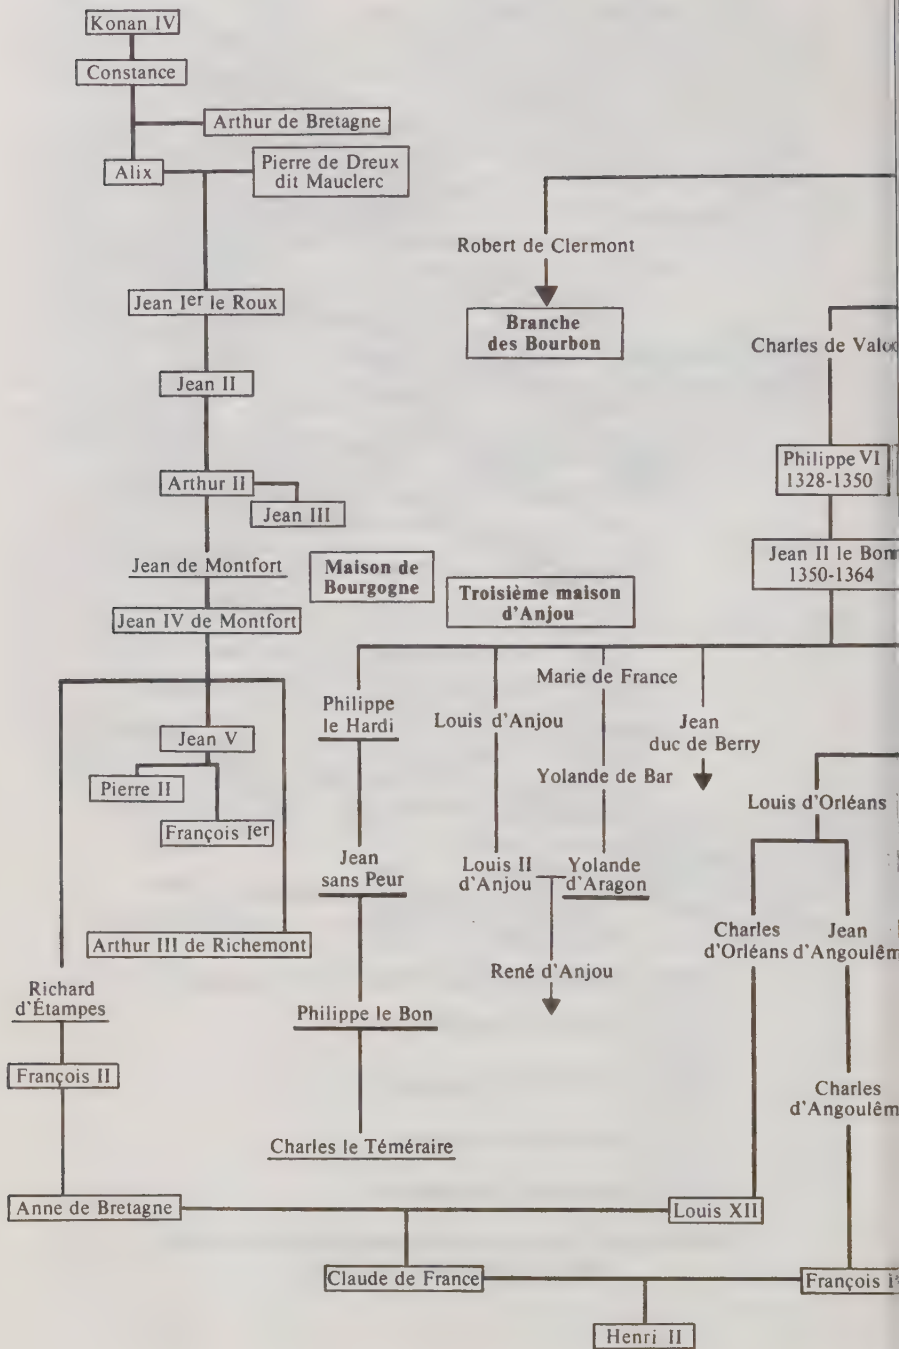 Konan IV
Constance
Arthur de Bretagne
Alix
Pierre de Dreux
dit Mauclerc
Robert de Clermont
Jean Ier le Roux
Branche
des Bourbon
Charles de Valo
Jean II
Philippe VI
1328-1350
Arthur II
Jean III
Jean de Montfort
Maison de
Bourgogne
Jean II le Bon
1350-1364
Troisième maison
d'Anjou
Jean IV de Montfort
Marie de France
Philippe
le Hardi
Louis d'Anjou
Jean
duc de Berry
Jean V
Pierre II
Yolande de Bar
Louis d'Orléans
François Ier
Jean
sans Peur
Louis II
d'Anjou
Yolande
d'Aragon
Arthur III de Richemont
Charles
d'Orléans
Jean
d'Angoulêm
René d'Anjou
Richard
d'Étampes
Philippe le Bon
François II
Charles
d'Angoulêm
Charles le Téméraire
Anne de Bretagne
Louis XII
Claude de France
François I
Henri II